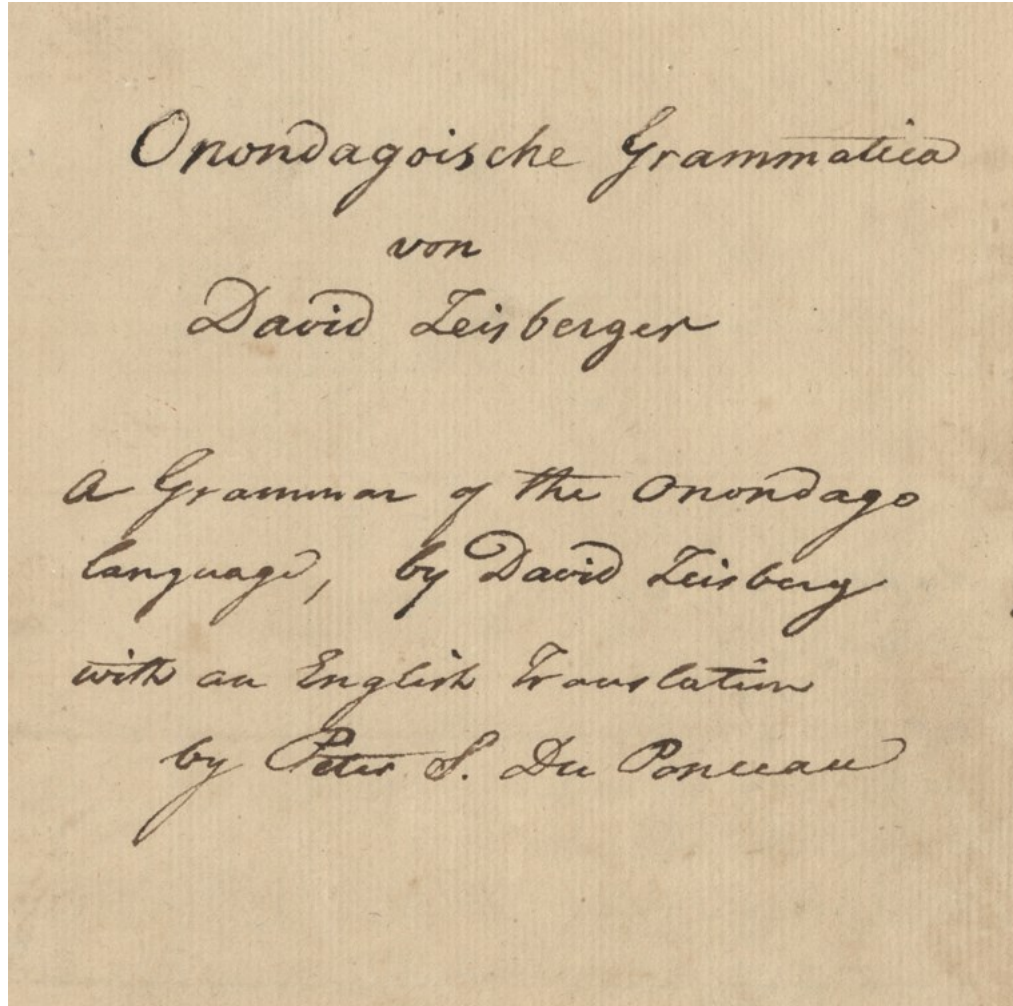 Onondagoische Grammatica
von
David Zeisberger
A Grammar of the Onondago
language, by David Zeisberg
with an English Translation
by Peter S. Du Ponceau